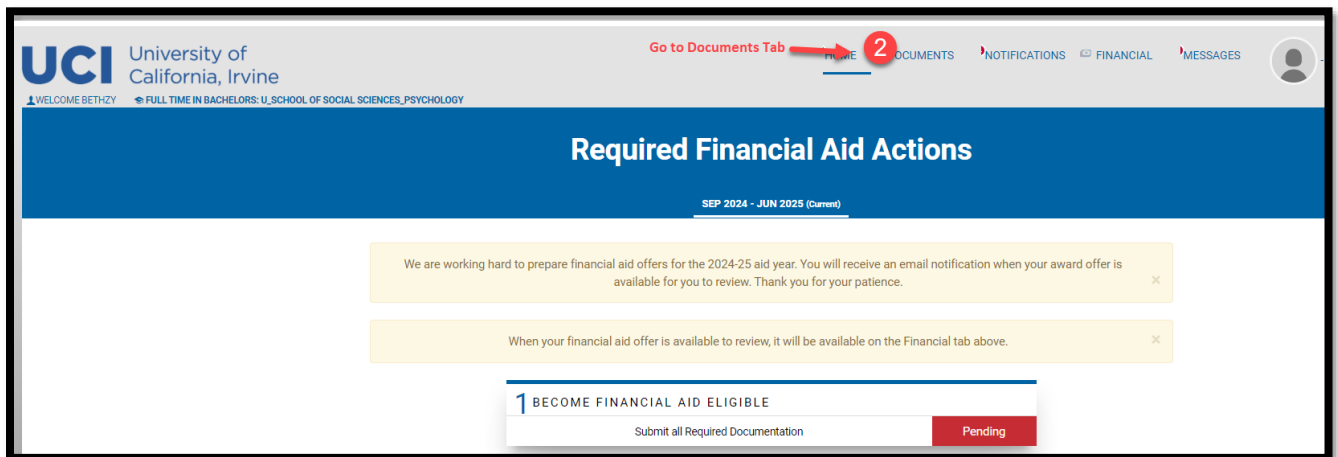 UCI University of
California, Irvine
Go to Documents Tab
HOME 2 DOCUMENTS NOTIFICATIONS FINANCIAL MESSAGES
WELCOME BETHZY FULL TIME IN BACHELORS: U_SCHOOL OF SOCIAL SCIENCES_PSYCHOLOGY
Required Financial Aid Actions
SEP 2024 - JUN 2025 (Current)
We are working hard to prepare financial aid offers for the 2024-25 aid year. You will receive an email notification when your award offer is
available for you to review. Thank you for your patience.
×
When your financial aid offer is available to review, it will be available on the Financial tab above.
×
1 BECOME FINANCIAL AID ELIGIBLE
Submit all Required Documentation Pending